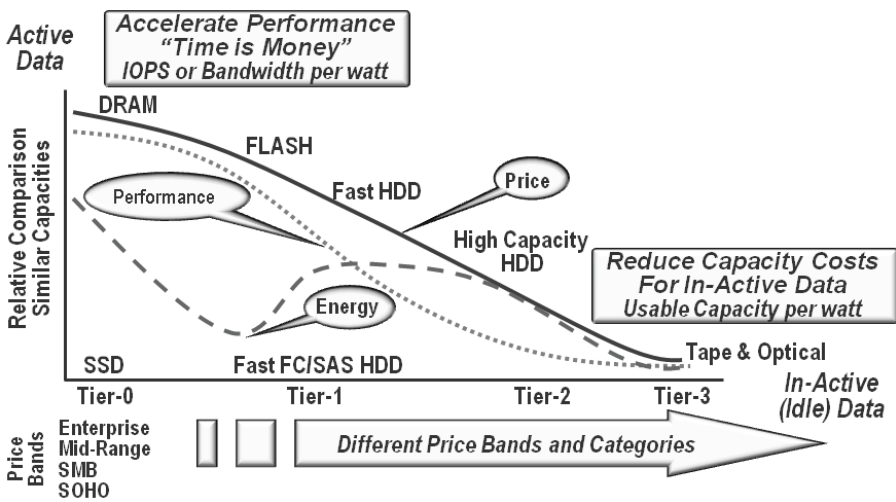 Active
Data
Accelerate Performance
“Time is Money”
IOPS or Bandwidth per watt
Relative Comparison
Similar Capacities
DRAM
FLASH
Fast HDD
Price
Performance
High Capacity
HDD
Energy
Reduce Capacity Costs
For In-Active Data
Usable Capacity per watt
Tape & Optical
SSD
Fast FC/SAS HDD
Tier-0
Tier-1
Tier-2
Tier-3
In-Active
(Idle) Data
Price
Bands
Enterprise
Mid-Range
SMB
SOHO
Different Price Bands and Categories